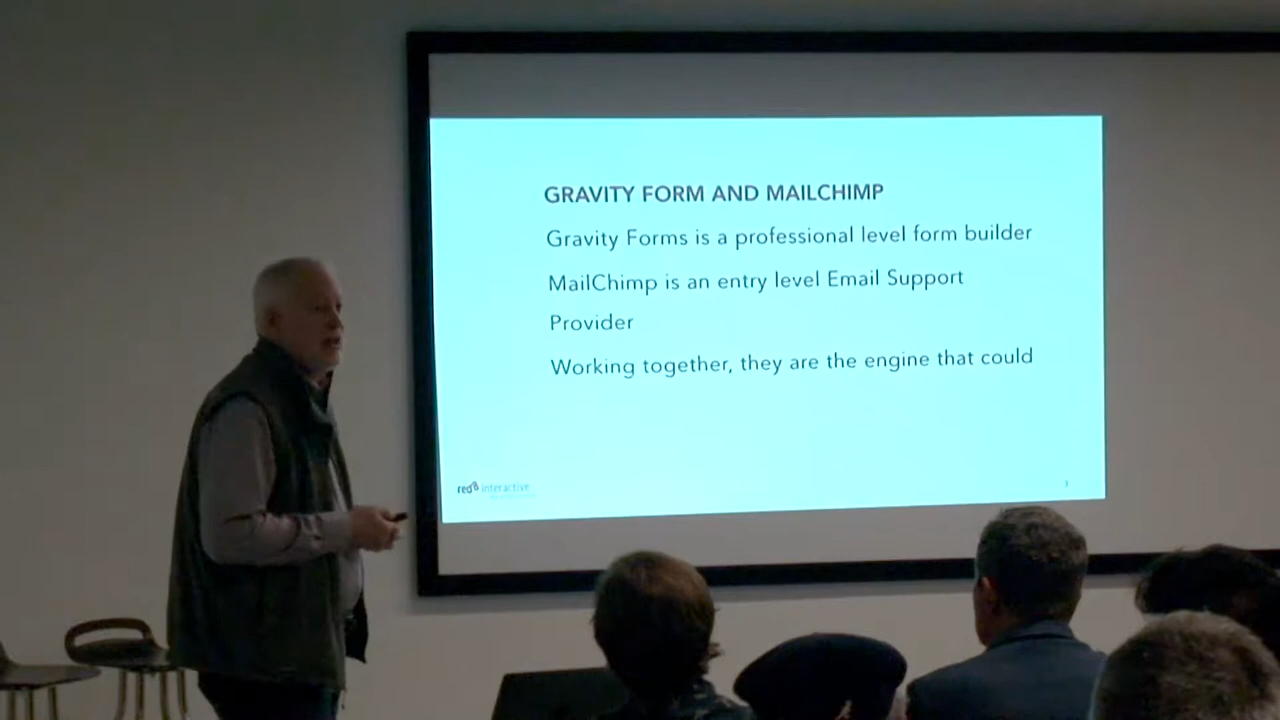 GRAVITY FORM AND MAILCHIMP
Gravity Forms is a professional level form builder
MailChimp is an entry level Email Support
Provider
Working together, they are the engine that could
red8 interactive
3